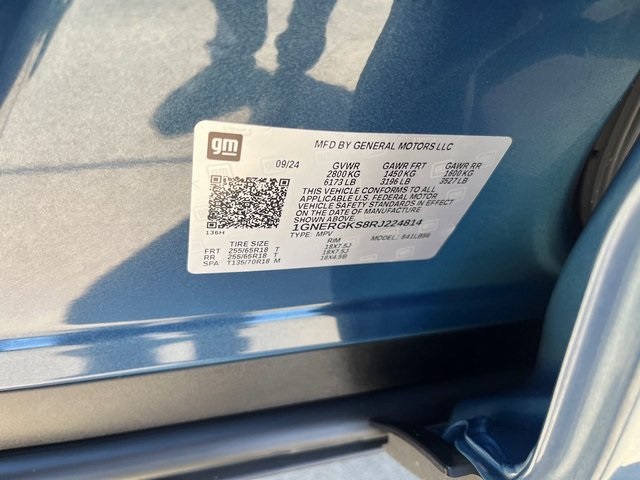 gm
MFD BY GENERAL MOTORS LLC
09/24 GVWR GAWR FRT GAWR RR
2800 KG 1450 KG 1600 KG
6173 LB 3196 LB 3527 LB
THIS VEHICLE CONFORMS TO ALL
APPLICABLE U.S. FEDERAL MOTOR
VEHICLE SAFETY STANDARDS IN EFFECT
ON THE DATE OF MANUFACTURE
SHOWN ABOVE.
136H 1GNERGKS8RJ224814
TYPE: MPV MODEL:
TIRE SIZE RIM
FRT 255/65R18 T 18X7.5J
RR 255/65R18 T 18X7.5J
SPA T135/70R18 M 18X4.5B